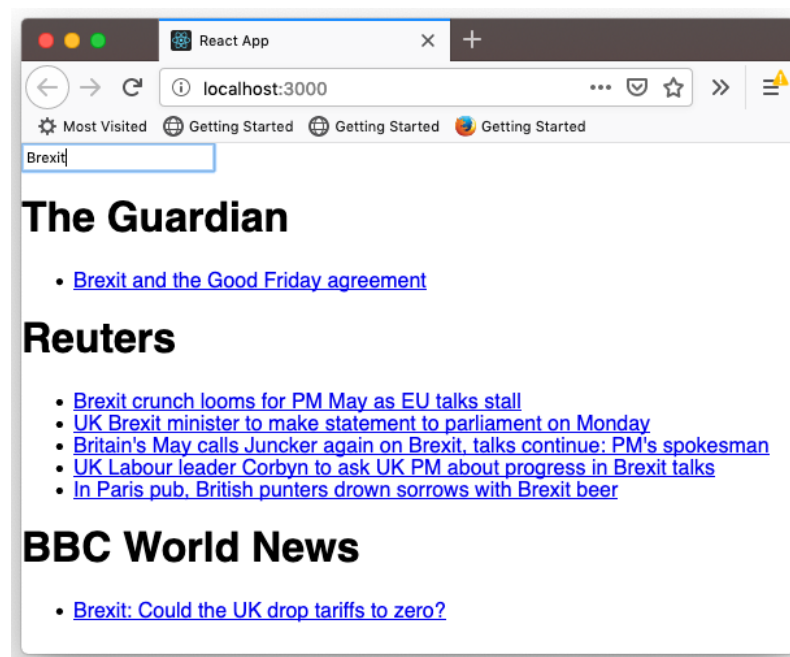 React App
localhost:3000
Most Visited Getting Started Getting Started Getting Started
Brexit
The Guardian
• Brexit and the Good Friday agreement
Reuters
• Brexit crunch looms for PM May as EU talks stall
• UK Brexit minister to make statement to parliament on Monday
• Britain's May calls Juncker again on Brexit, talks continue: PM's spokesman
• UK Labour leader Corbyn to ask UK PM about progress in Brexit talks
• In Paris pub, British punters drown sorrows with Brexit beer
BBC World News
• Brexit: Could the UK drop tariffs to zero?